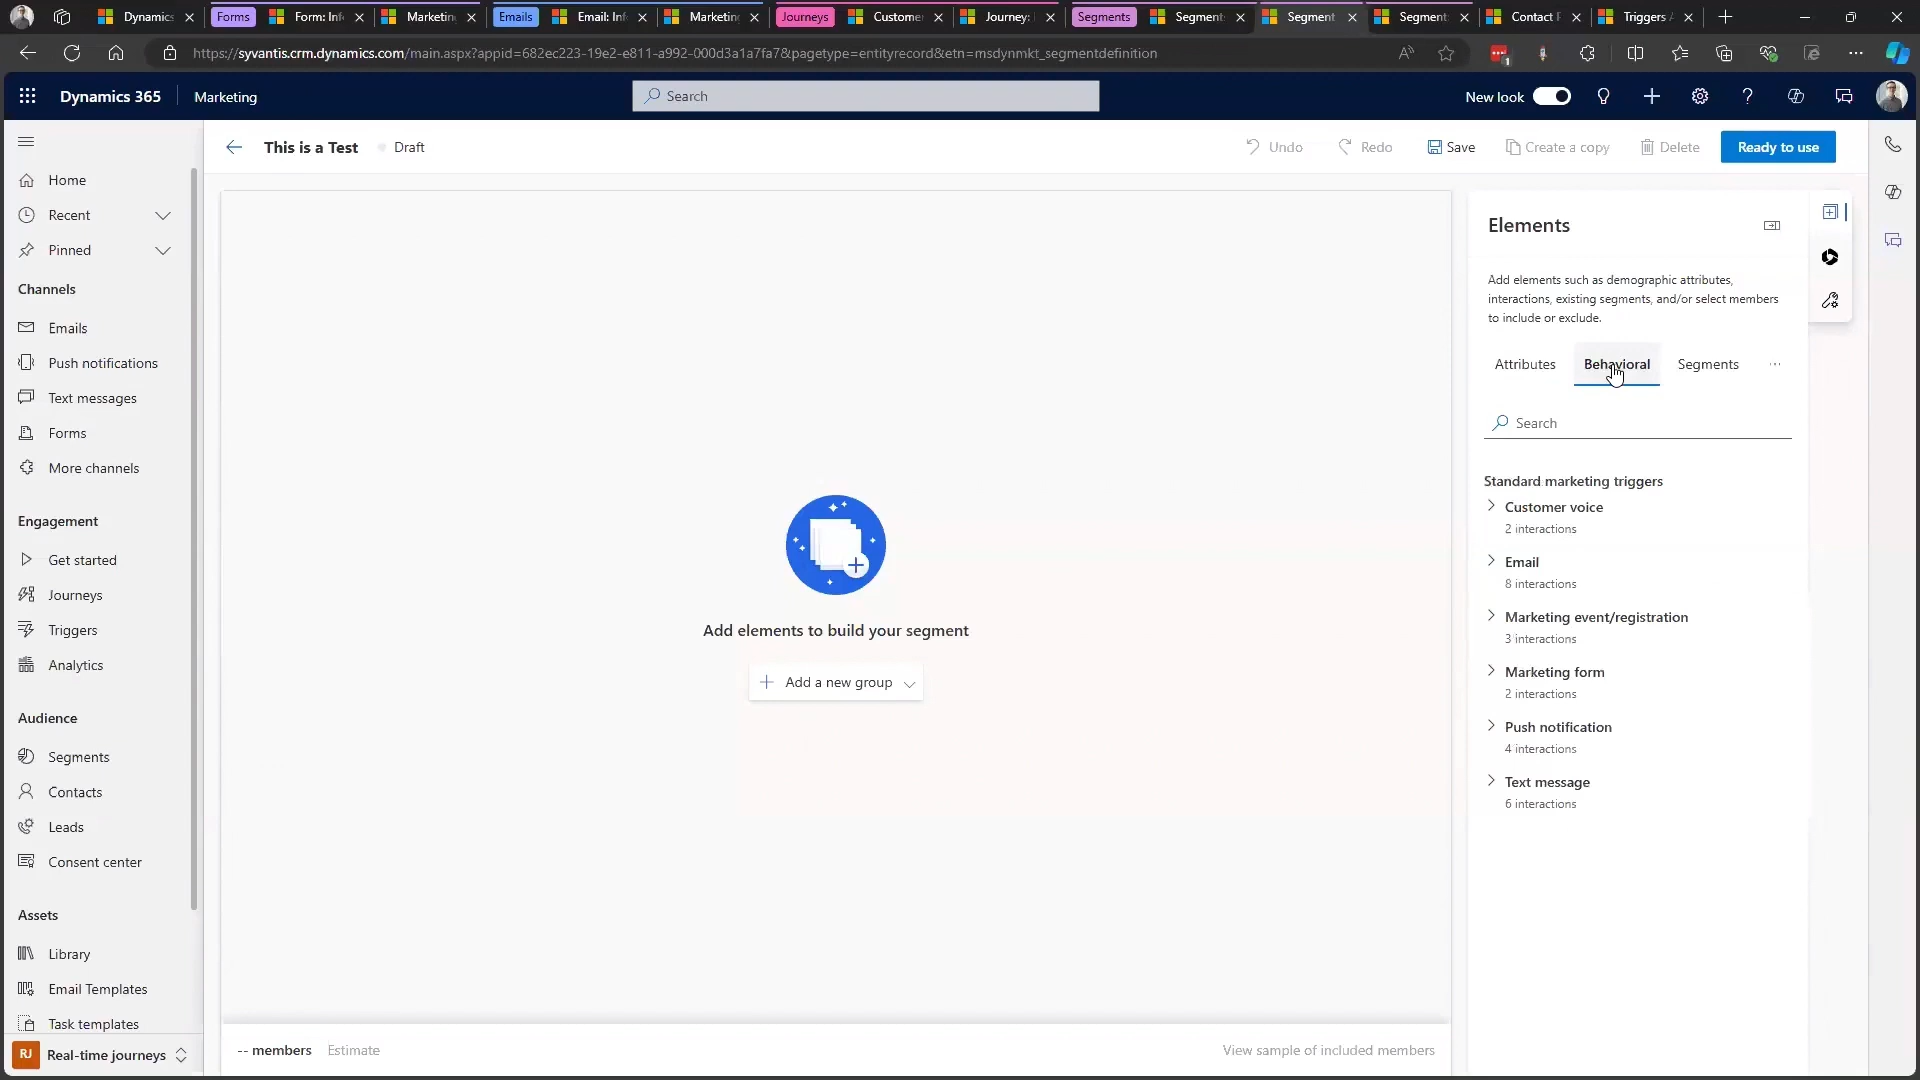 Dynamics
Forms
Form: Inf
Marketing
Emails
Email: Inf
Marketing
Journeys
Customer
Journey:
Segments
Segment
Segment
Segment
Contact F
Triggers
https://syvantis.crm.dynamics.com/main.aspx?appid=682ec223-19e2-e811-a992-000d3a1a7fa7&pagetype=entityrecord&etn=msdynmkt_segmentdefinition
1
Dynamics 365
Marketing
Search
New look
This is a Test
Draft
Undo
Redo
Save
Create a copy
Delete
Ready to use
Home
Recent
Pinned
Channels
Emails
Push notifications
Text messages
Forms
More channels
Engagement
Get started
Journeys
Triggers
Analytics
Audience
Segments
Contacts
Leads
Consent center
Assets
Library
Email Templates
Task templates
RJ Real-time journeys
Add elements to build your segment
Add a new group
-- members
Estimate
View sample of included members
Elements
Add elements such as demographic attributes,
interactions, existing segments, and/or select members
to include or exclude.
Attributes
Behavioral
Segments
Search
Standard marketing triggers
Customer voice
2 interactions
Email
8 interactions
Marketing event/registration
3 interactions
Marketing form
2 interactions
Push notification
4 interactions
Text message
6 interactions